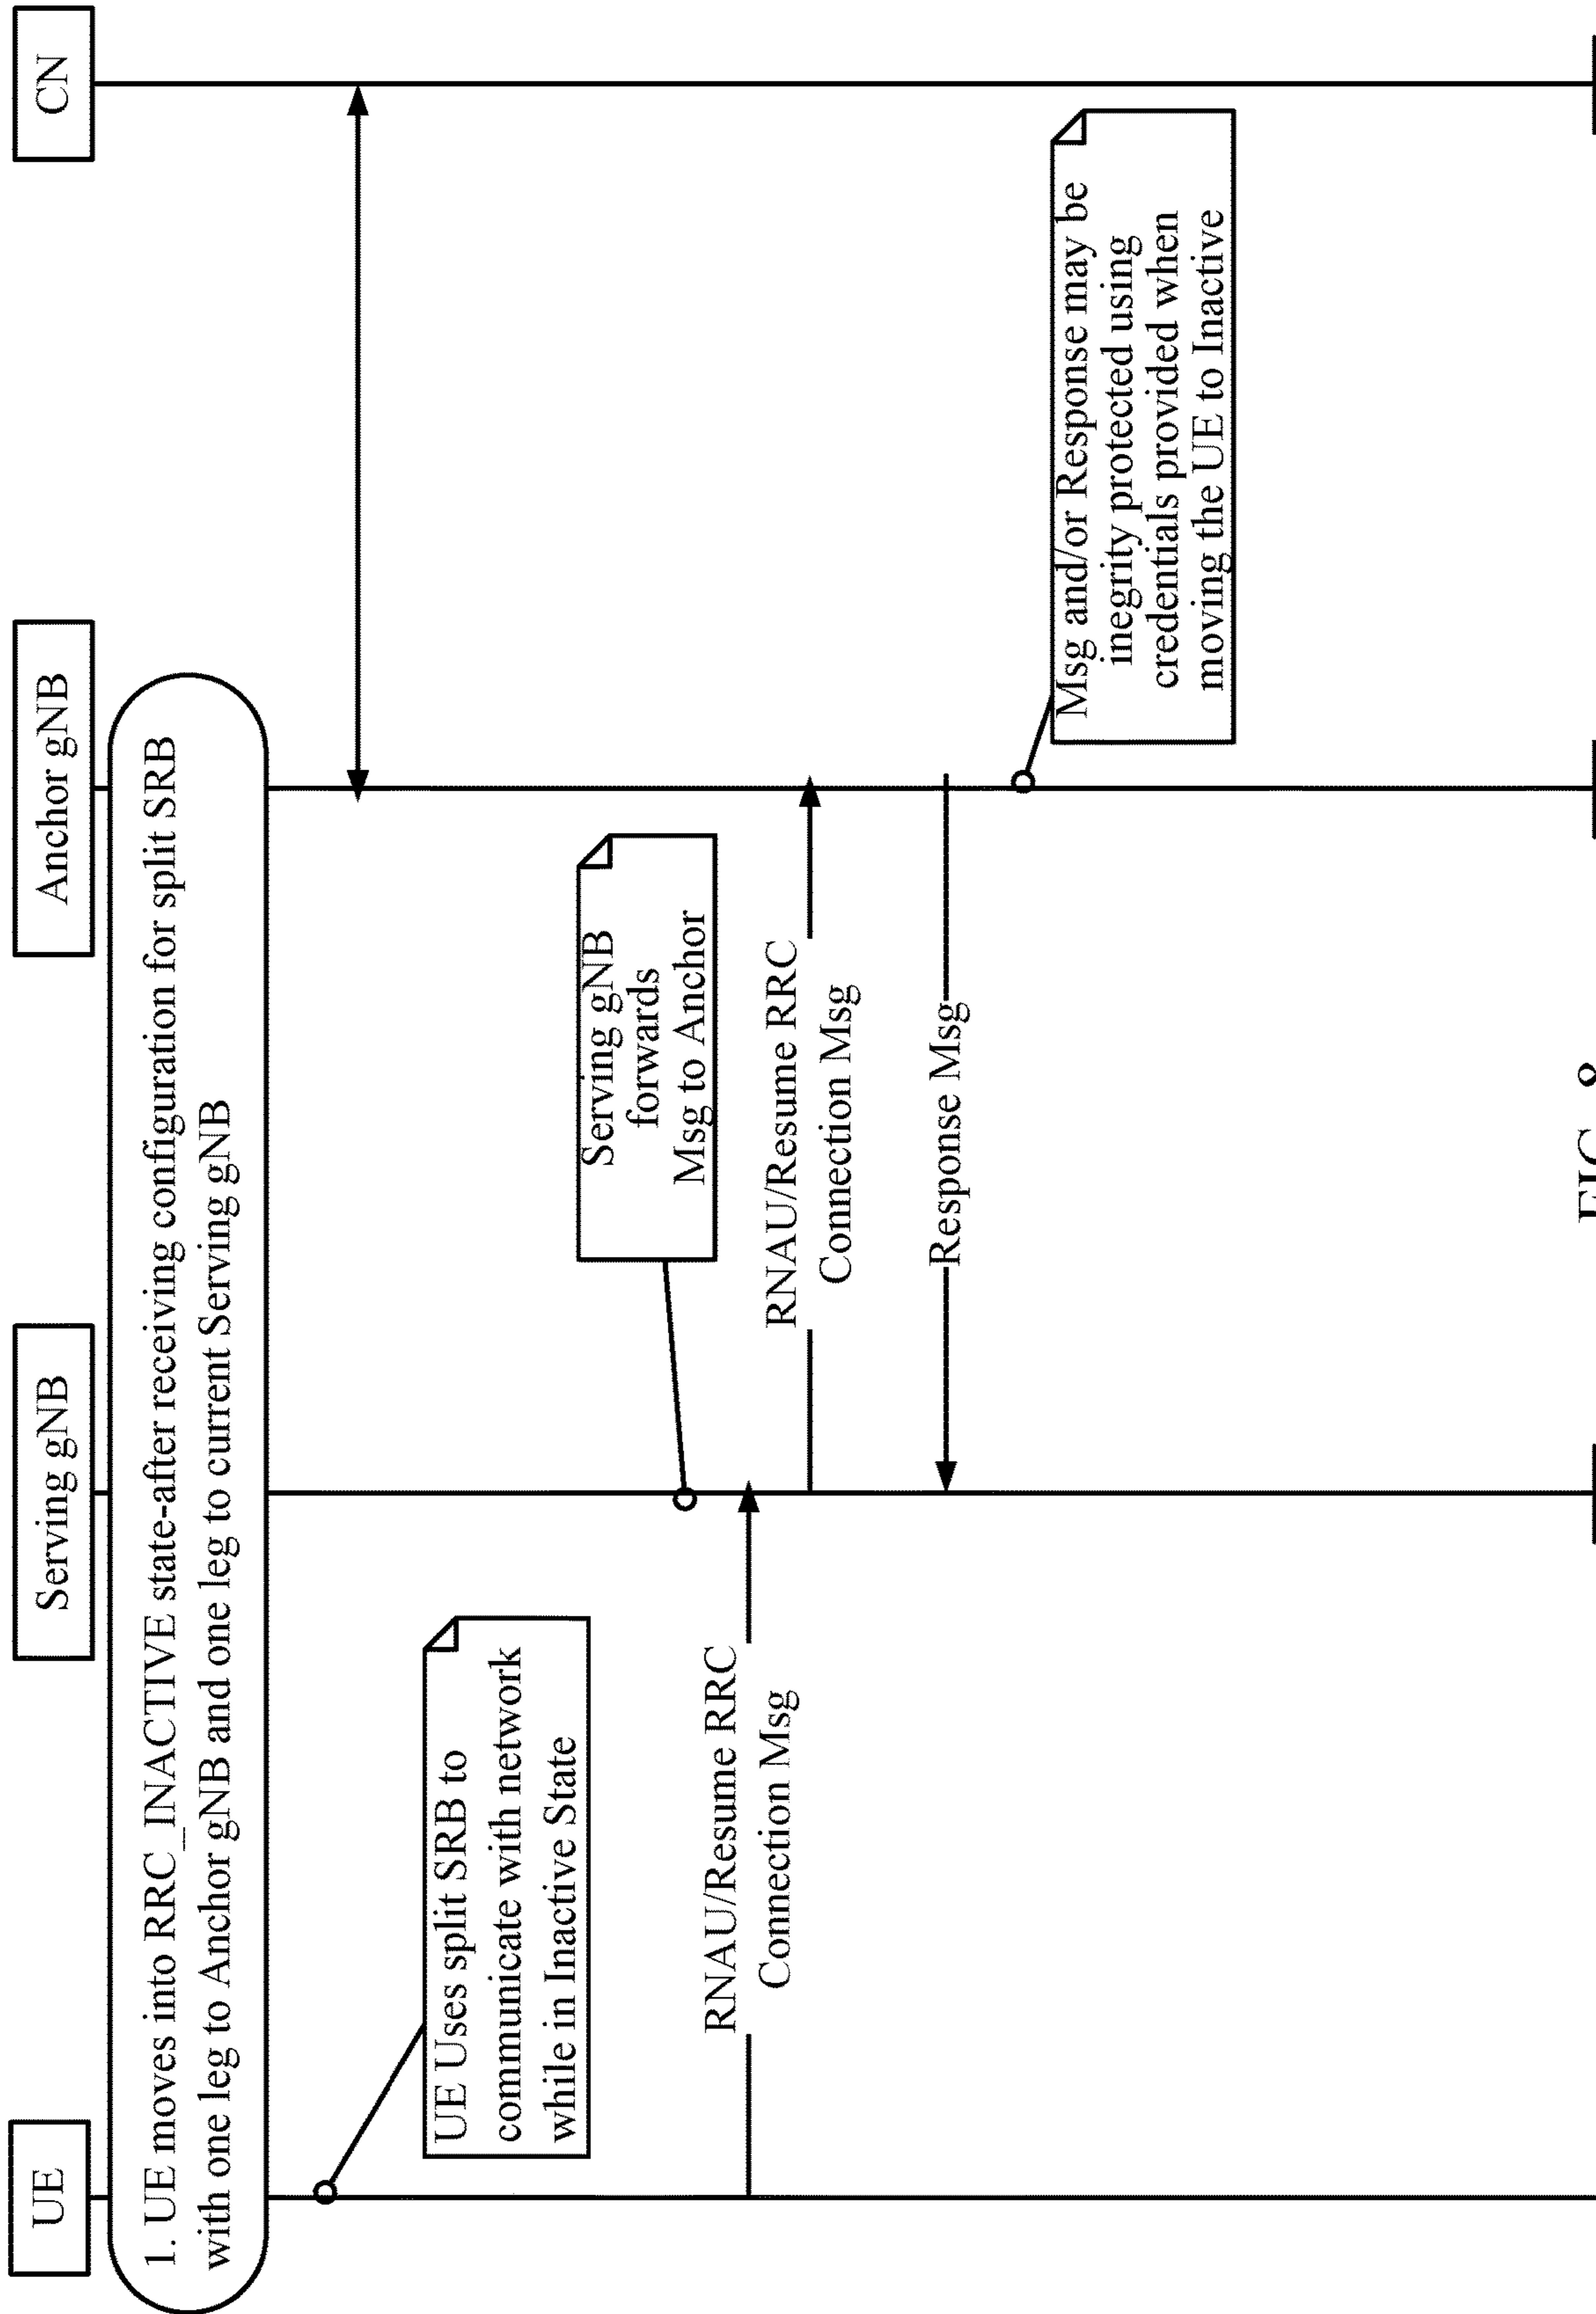 UE
Serving gNB
Anchor gNB
CN
1. UE moves into RRC_INACTIVE state-after receiving configuration for split SRB
with one leg to Anchor gNB and one leg to current Serving gNB
UE Uses split SRB to
communicate with network
while in Inactive State
Serving gNB
forwards
Msg to Anchor
RNAU/Resume RRC
Connection Msg
RNAU/Resume RRC
Connection Msg
Response Msg
Msg and/or Response may be
inegrity protected using
credentials provided when
moving the UE to Inactive
FIG. 8